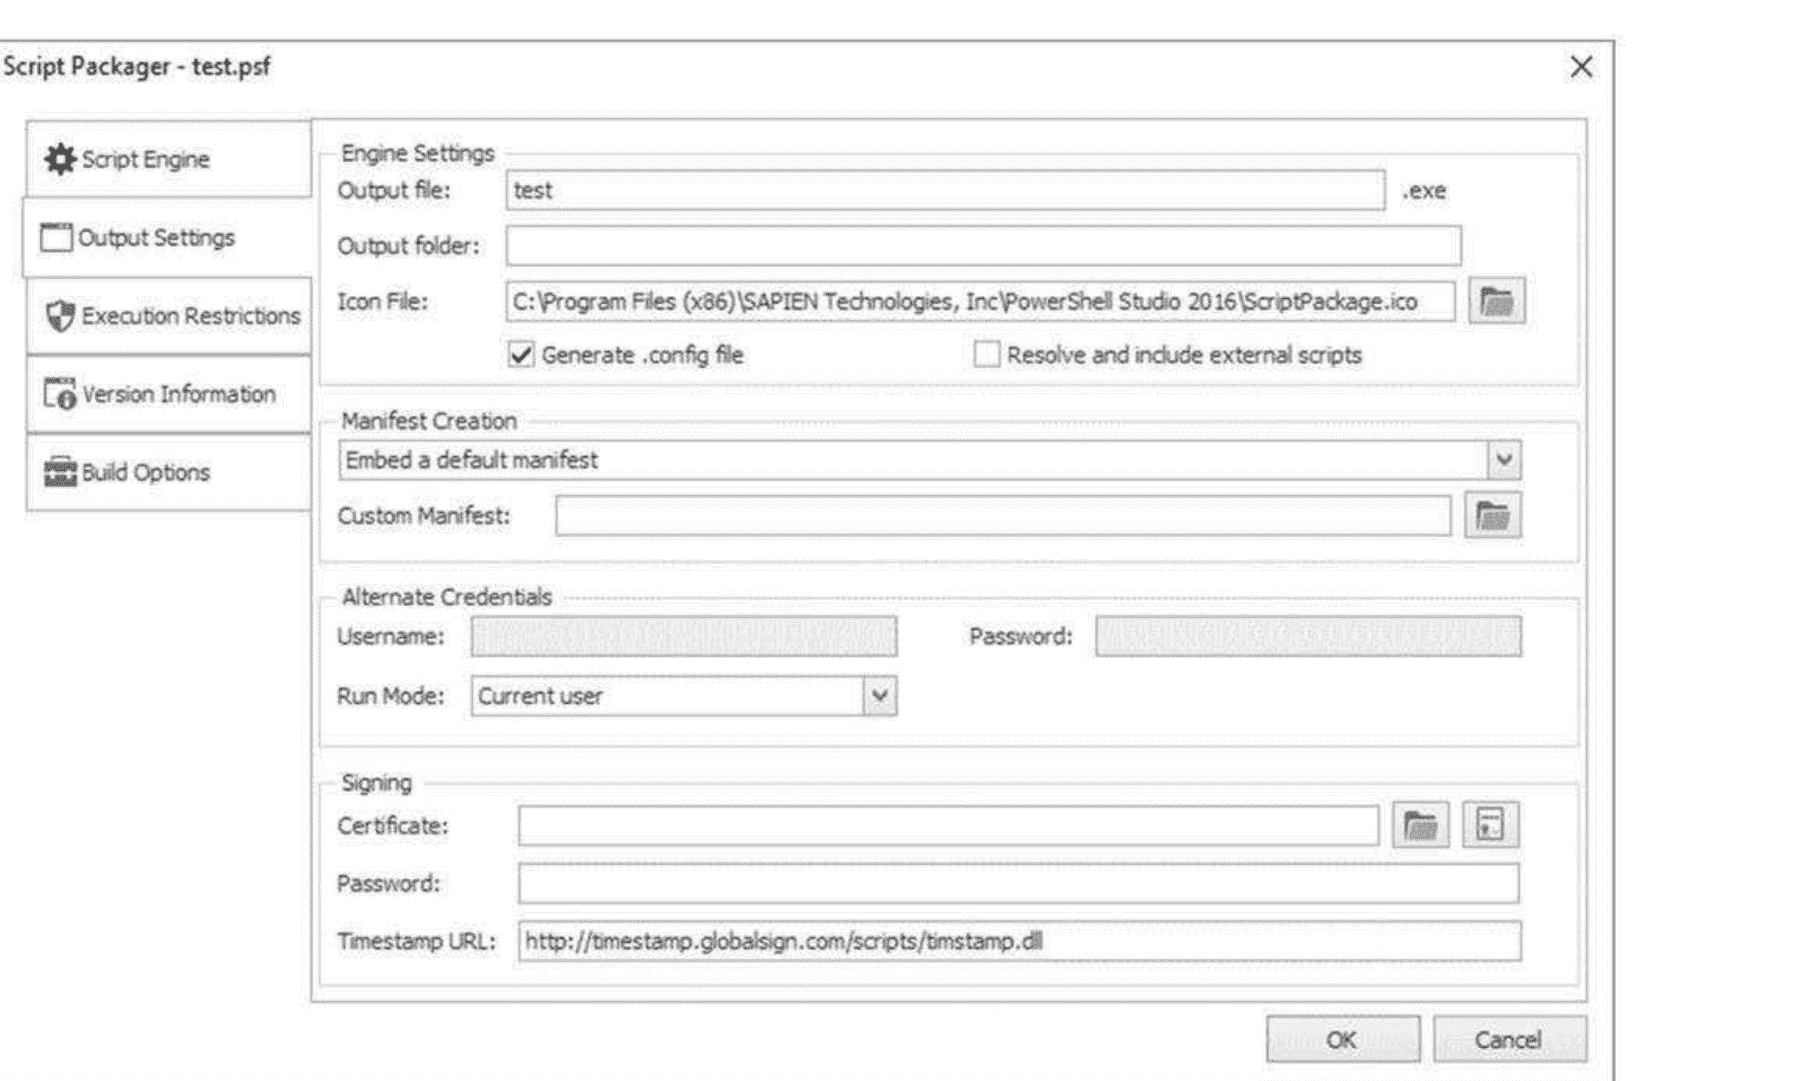 Script Packager - test.psf
Script Engine
Output Settings
Execution Restrictions
Version Information
Build Options
Engine Settings
Output file: test .exe
Output folder:
Icon File: C:\Program Files (x86)\SAPIEN Technologies, Inc\PowerShell Studio 2016\ScriptPackage.ico
Generate .config file Resolve and include external scripts
Manifest Creation
Embed a default manifest
Custom Manifest:
Alternate Credentials
Username: Password:
Run Mode: Current user
Signing
Certificate:
Password:
Timestamp URL: http://timestamp.globalsign.com/scripts/timstamp.dll
OK Cancel